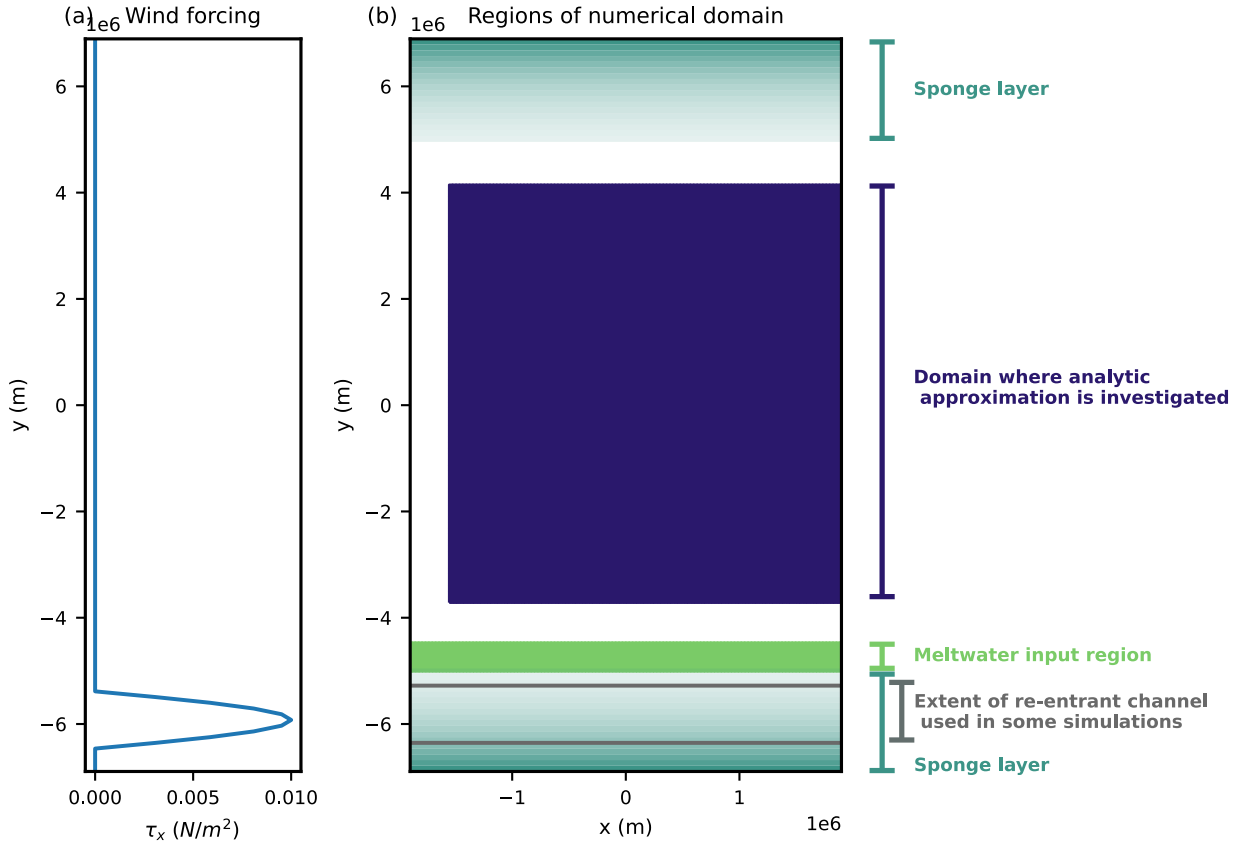 (a) Wind forcing
1e6
6
4
2
0
−2
−4
−6
y (m)
0.000 0.005 0.010
τx (N/m²)
(b) Regions of numerical domain
1e6
6
4
2
0
−2
−4
−6
y (m)
−1 0 1
x (m)
1e6
Sponge layer
Domain where analytic
approximation is investigated
Meltwater input region
Extent of re-entrant channel
used in some simulations
Sponge layer